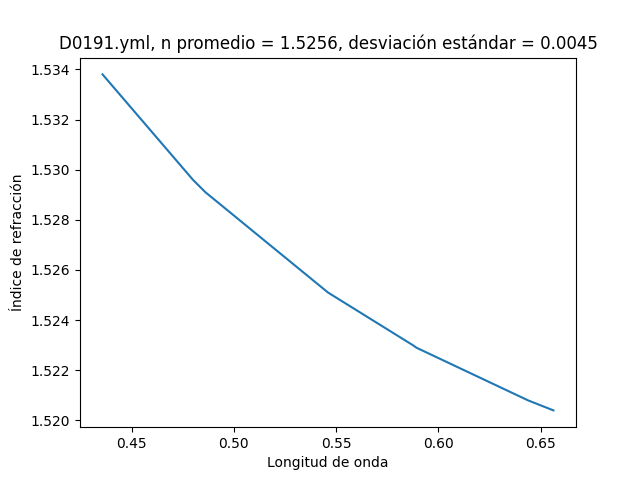 D0191.yml, n promedio = 1.5256, desviación estándar = 0.0045
1.534
1.532
1.530
1.528
1.526
1.524
1.522
1.520
Índice de refracción
0.45 0.50 0.55 0.60 0.65
Longitud de onda